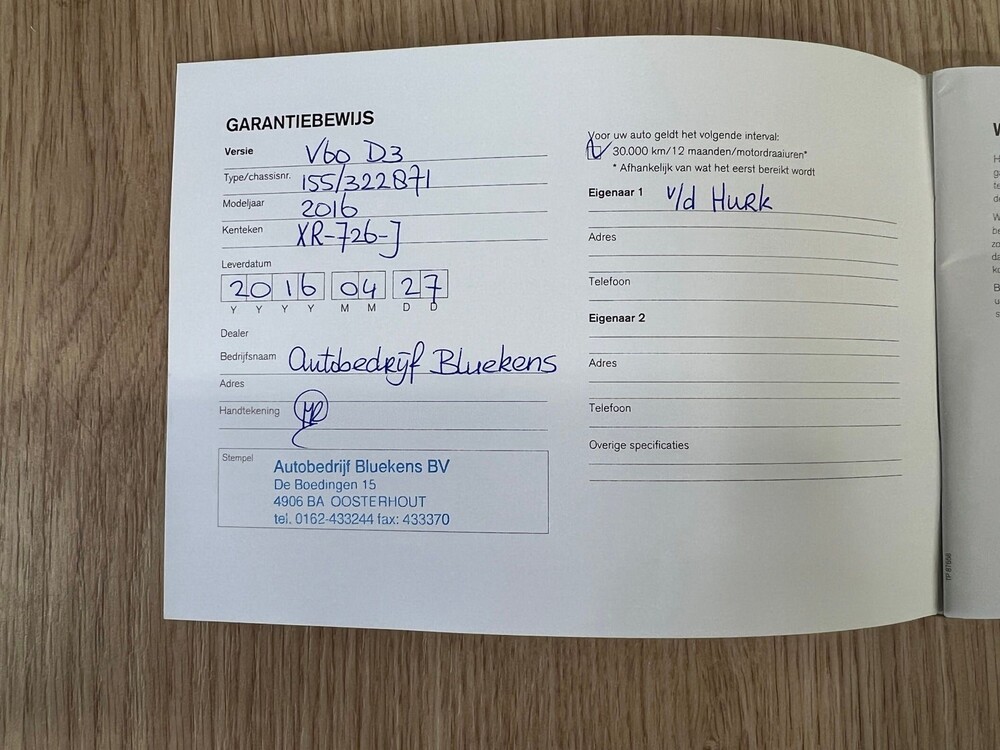 GARANTIEBEWIJS
Versie V60 D3
Type/chassisnr. 155/322871
Modeljaar 2016
Kenteken XR-726-J
Leverdatum
2016 04 27
Y Y Y Y M M D D
Dealer
Bedrijfsnaam Autobedrijf Bluekens
Adres
Handtekening
Stempel
Autobedrijf Bluekens BV
De Boedingen 15
4906 BA OOSTERHOUT
tel. 0162-433244 fax: 433370
Voor uw auto geldt het volgende interval:
30.000 km/12 maanden/motordraaiuren*
* Afhankelijk van wat het eerst bereikt wordt
Eigenaar 1 v/d Hurk
Adres
Telefoon
Eigenaar 2
Adres
Telefoon
Overige specificaties